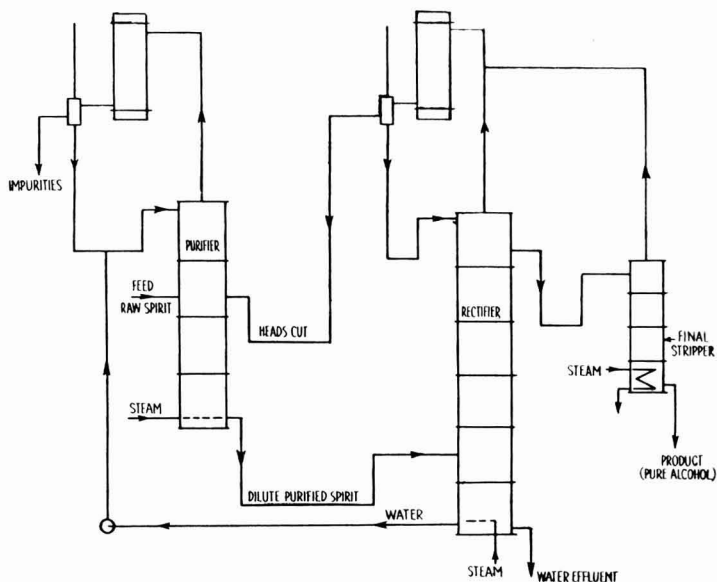 IMPURITIES
PURIFIER
FEED
RAW SPIRIT
HEADS CUT
STEAM
DILUTE PURIFIED SPIRIT
WATER
RECTIFIER
STEAM
WATER EFFLUENT
FINAL
STRIPPER
STEAM
PRODUCT
(PURE ALCOHOL)